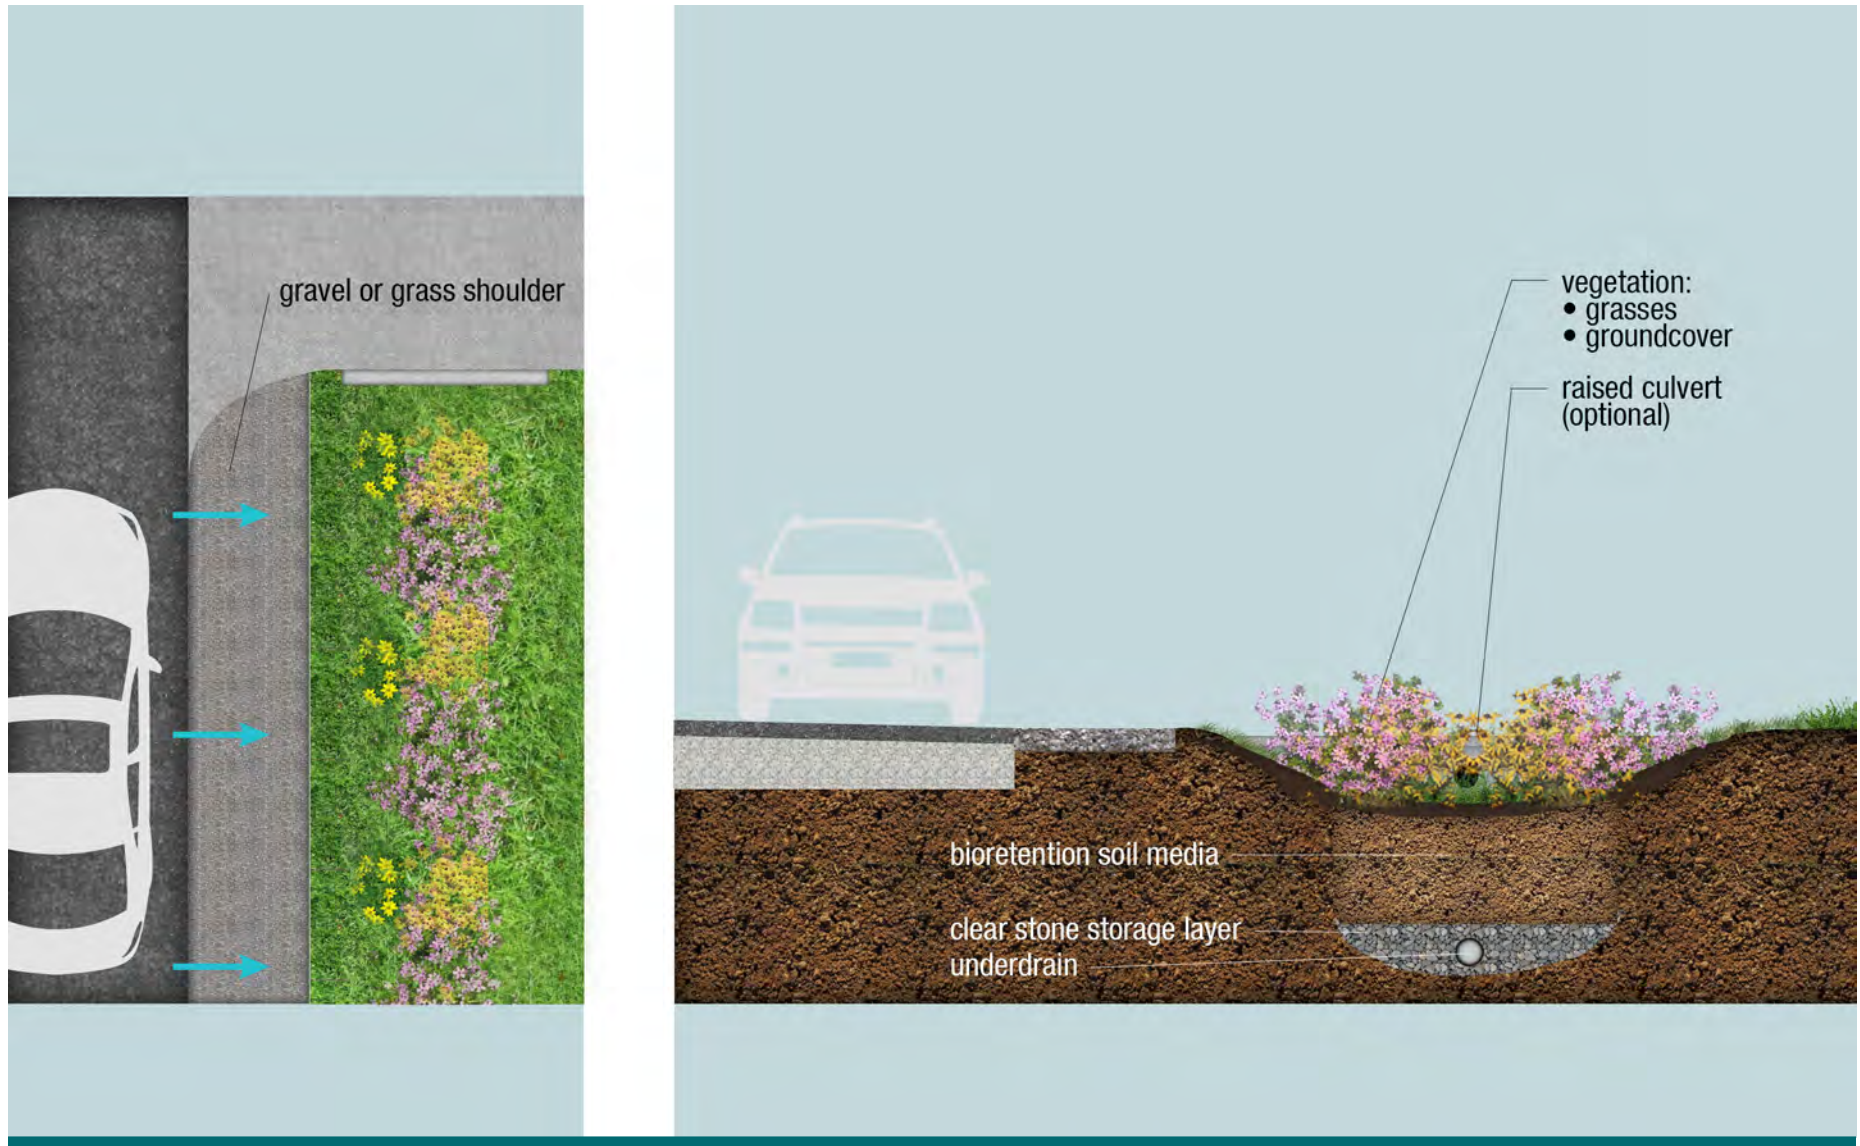 gravel or grass shoulder
vegetation:
• grasses
• groundcover
raised culvert
(optional)
bioretention soil media
clear stone storage layer
underdrain